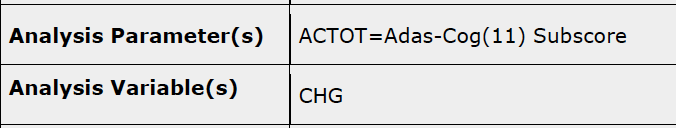 Analysis Parameter(s) ACTOT=Adas-Cog(11) Subscore
Analysis Variable(s) CHG